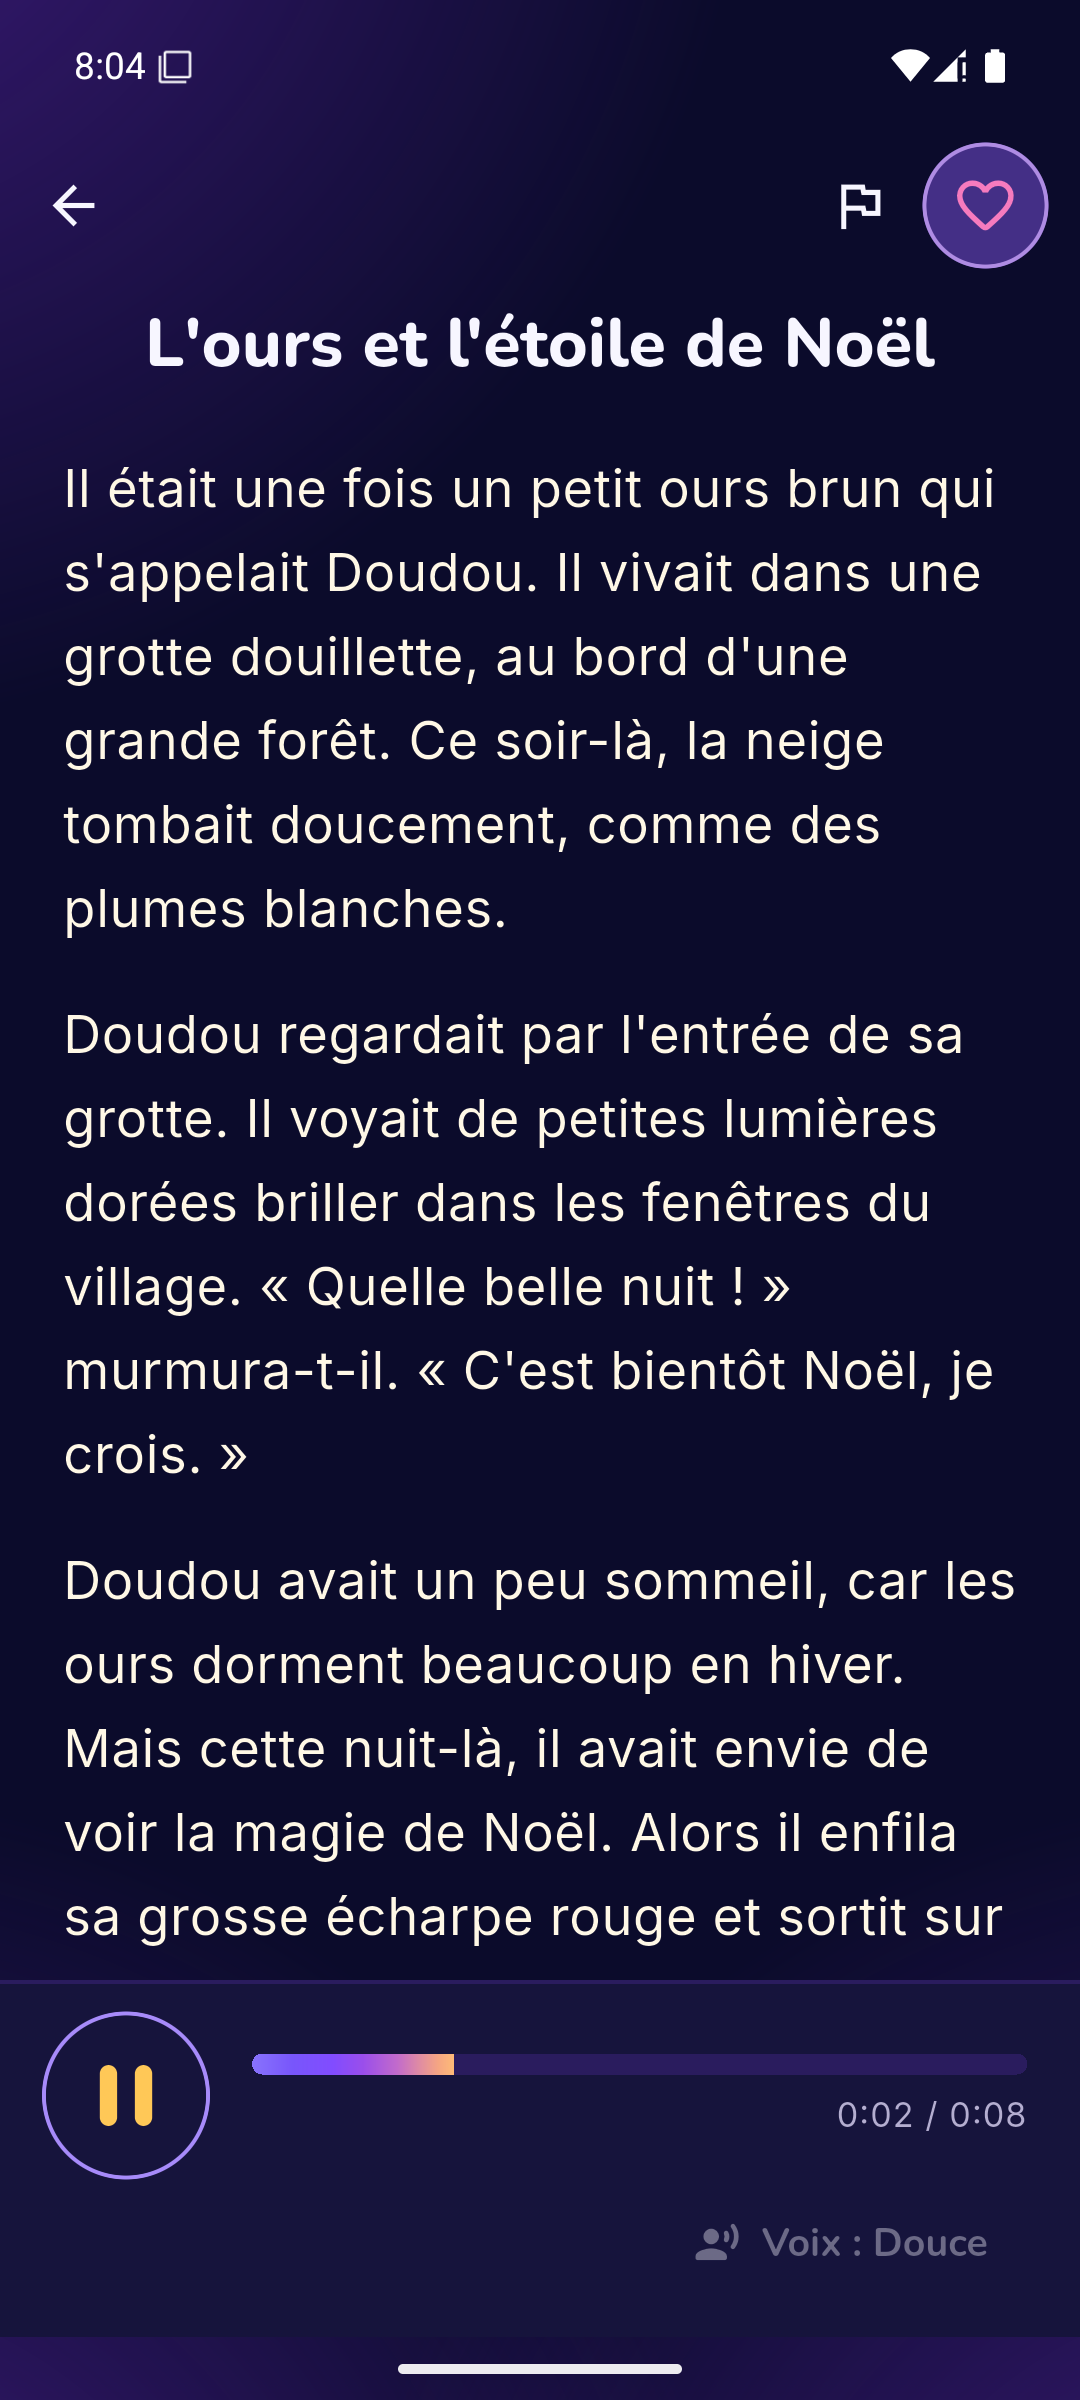 8:04
L'ours et l'étoile de Noël
Il était une fois un petit ours brun qui
s'appelait Doudou. Il vivait dans une
grotte douillette, au bord d'une
grande forêt. Ce soir-là, la neige
tombait doucement, comme des
plumes blanches.
Doudou regardait par l'entrée de sa
grotte. Il voyait de petites lumières
dorées briller dans les fenêtres du
village. « Quelle belle nuit ! »
murmura-t-il. « C'est bientôt Noël, je
crois. »
Doudou avait un peu sommeil, car les
ours dorment beaucoup en hiver.
Mais cette nuit-là, il avait envie de
voir la magie de Noël. Alors il enfila
sa grosse écharpe rouge et sortit sur
0:02 / 0:08
Voix : Douce